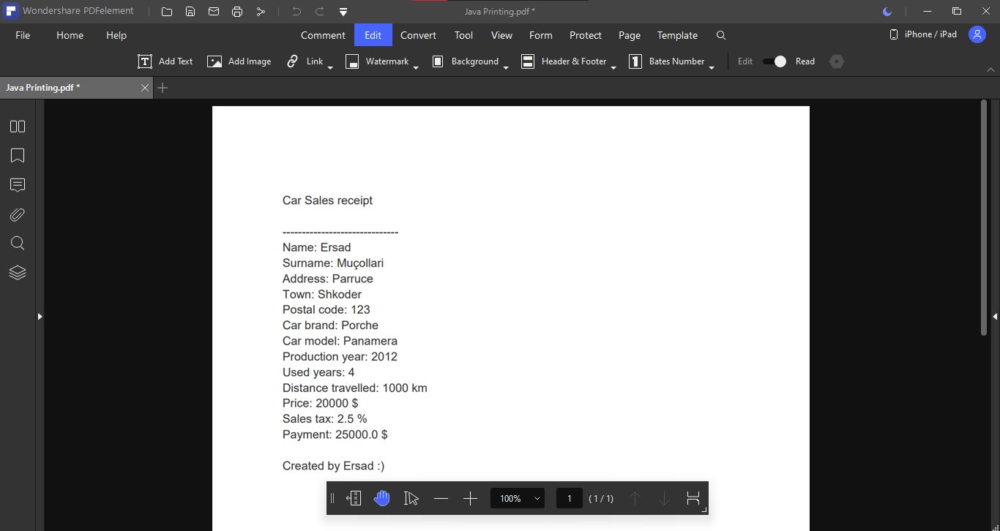 Wondershare PDFelement
Java Printing.pdf *
File Home Help Comment Edit Convert Tool View Form Protect Page Template iPhone / iPad
Add Text Add Image Link Watermark Background Header & Footer Bates Number Edit Read
Java Printing.pdf *
Car Sales receipt
------------------------------
Name: Ersad
Surname: Muçollari
Address: Parruce
Town: Shkoder
Postal code: 123
Car brand: Porche
Car model: Panamera
Production year: 2012
Used years: 4
Distance travelled: 1000 km
Price: 20000 $
Sales tax: 2.5 %
Payment: 25000.0 $
Created by Ersad :)
100% 1 (1/1)